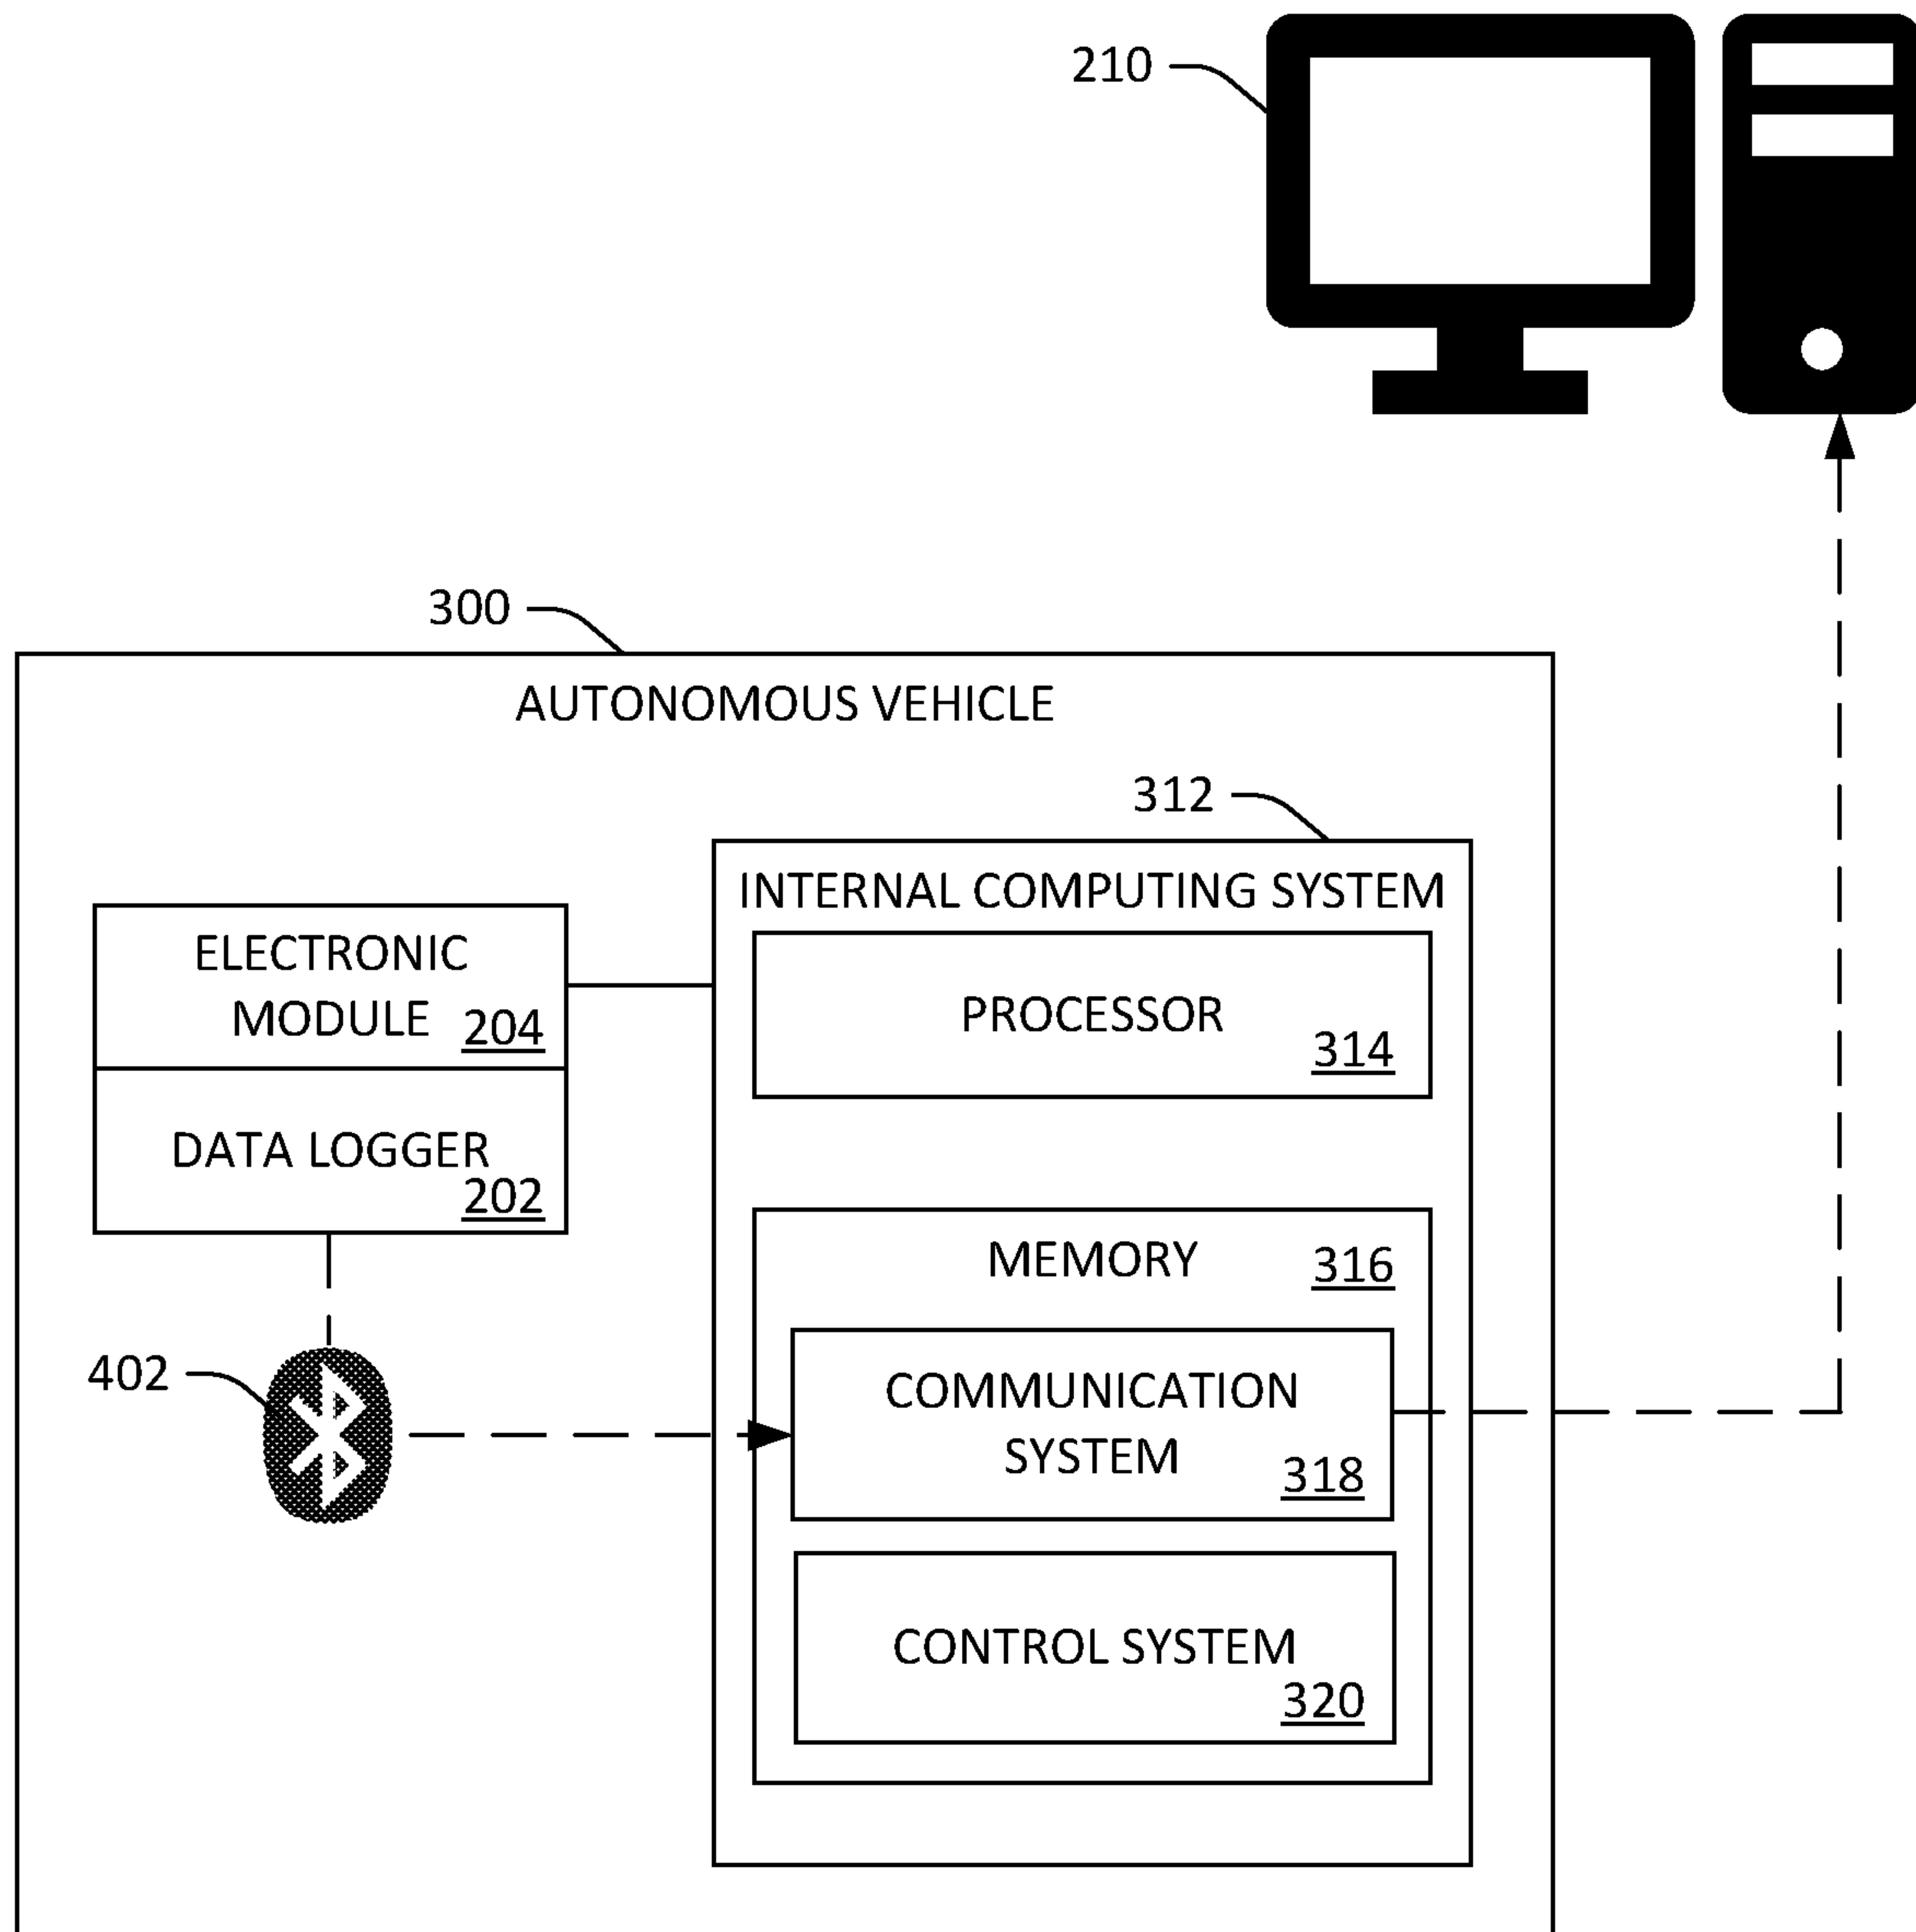 210
300
AUTONOMOUS VEHICLE
312
INTERNAL COMPUTING SYSTEM
ELECTRONIC
MODULE 204
PROCESSOR
314
DATA LOGGER
202
MEMORY 316
402
COMMUNICATION
SYSTEM
318
CONTROL SYSTEM
320